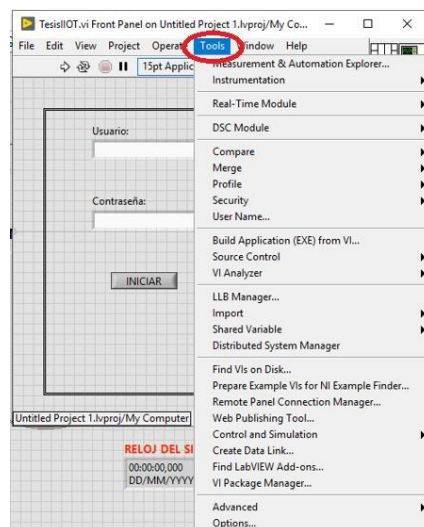 TesisIIOT.vi Front Panel on Untitled Project 1.lvproj/My Co...
File Edit View Project Operate Tools Window Help
15pt Applic
Measurement & Automation Explorer...
Instrumentation
Real-Time Module
DSC Module
Compare
Merge
Profile
Security
User Name...
Build Application (EXE) from VI...
Source Control
VI Analyzer
LLB Manager...
Import
Shared Variable
Distributed System Manager
Find VIs on Disk...
Prepare Example VIs for NI Example Finder...
Remote Panel Connection Manager...
Web Publishing Tool...
Control and Simulation
Create Data Link...
Find LabVIEW Add-ons...
VI Package Manager...
Advanced
Options...
Usuario:
Contraseña:
INICIAR
Untitled Project 1.lvproj/My Computer
RELOJ DEL SI
00:00:00,000
DD/MM/YYYY